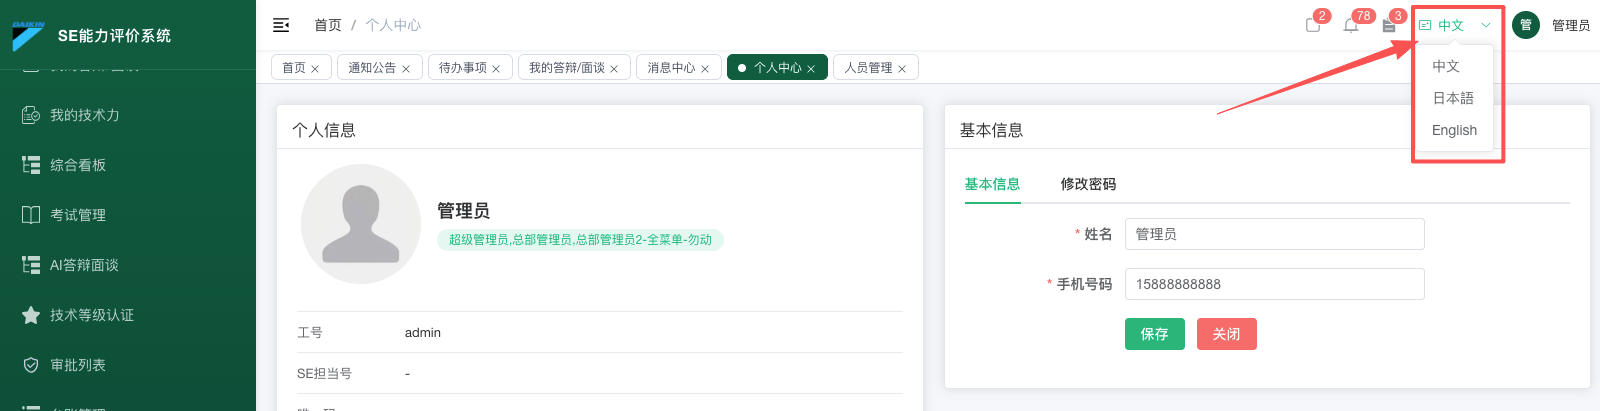 DAIKIN
SE能力评价系统
我的技术力
综合看板
考试管理
AI答辩面谈
技术等级认证
审批列表
首页 / 个人中心
2
78
3
中文
管
管理员
中文
日本語
English
首页
通知公告
待办事项
我的答辩/面谈
消息中心
个人中心
人员管理
个人信息
管理员
超级管理员,总部管理员,总部管理员2-全菜单-勿动
工号 admin
SE担当号 -
基本信息
基本信息 修改密码
* 姓名 管理员
* 手机号码 15888888888
保存 关闭